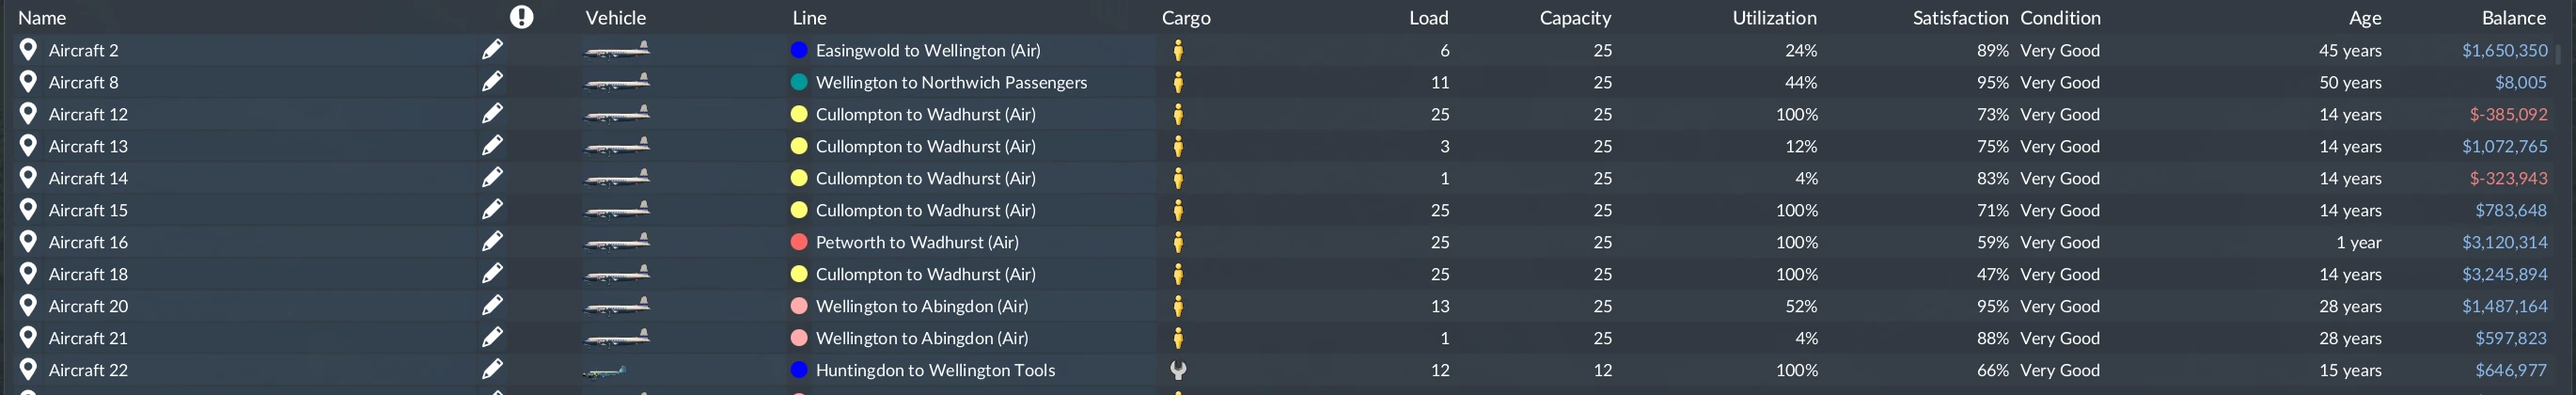 Name Vehicle Line Cargo Load Capacity Utilization Satisfaction Condition Age Balance
Aircraft 2 Easingwold to Wellington (Air) 6 25 24% 89% Very Good 45 years $1,650,350
Aircraft 8 Wellington to Northwich Passengers 11 25 44% 95% Very Good 50 years $8,005
Aircraft 12 Cullompton to Wadhurst (Air) 25 25 100% 73% Very Good 14 years $-385,092
Aircraft 13 Cullompton to Wadhurst (Air) 3 25 12% 75% Very Good 14 years $1,072,765
Aircraft 14 Cullompton to Wadhurst (Air) 1 25 4% 83% Very Good 14 years $-323,943
Aircraft 15 Cullompton to Wadhurst (Air) 25 25 100% 71% Very Good 14 years $783,648
Aircraft 16 Petworth to Wadhurst (Air) 25 25 100% 59% Very Good 1 year $3,120,314
Aircraft 18 Cullompton to Wadhurst (Air) 25 25 100% 47% Very Good 14 years $3,245,894
Aircraft 20 Wellington to Abingdon (Air) 13 25 52% 95% Very Good 28 years $1,487,164
Aircraft 21 Wellington to Abingdon (Air) 1 25 4% 88% Very Good 28 years $597,823
Aircraft 22 Huntingdon to Wellington Tools 12 12 100% 66% Very Good 15 years $646,977